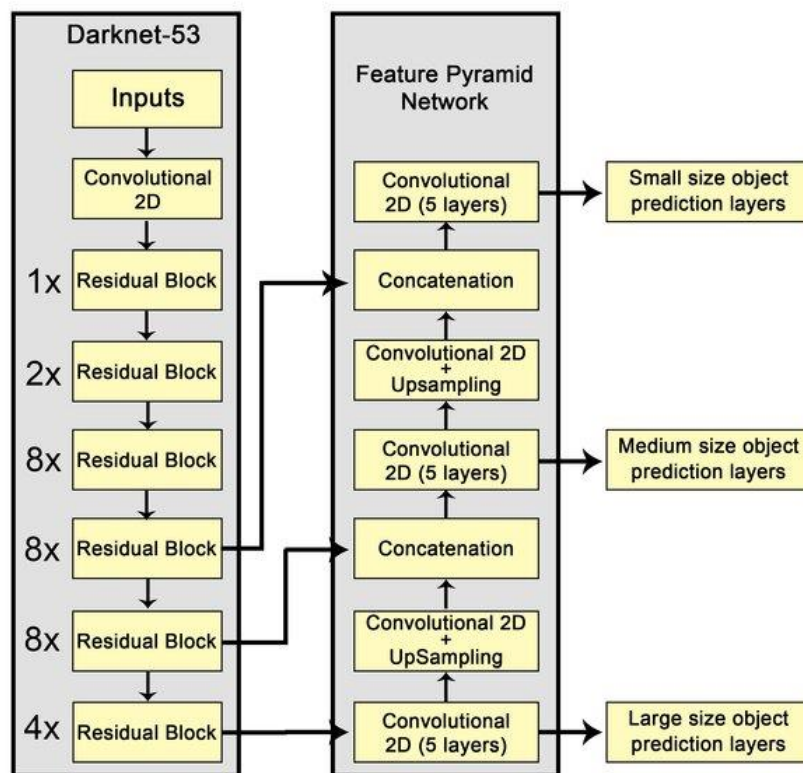 Darknet-53
Inputs
Convolutional
2D
1x
Residual Block
2x
Residual Block
8x
Residual Block
8x
Residual Block
8x
Residual Block
4x
Residual Block
Feature Pyramid
Network
Convolutional
2D (5 layers)
Concatenation
Convolutional 2D
+
Upsampling
Convolutional
2D (5 layers)
Concatenation
Convolutional 2D
+
UpSampling
Convolutional
2D (5 layers)
Small size object
prediction layers
Medium size object
prediction layers
Large size object
prediction layers